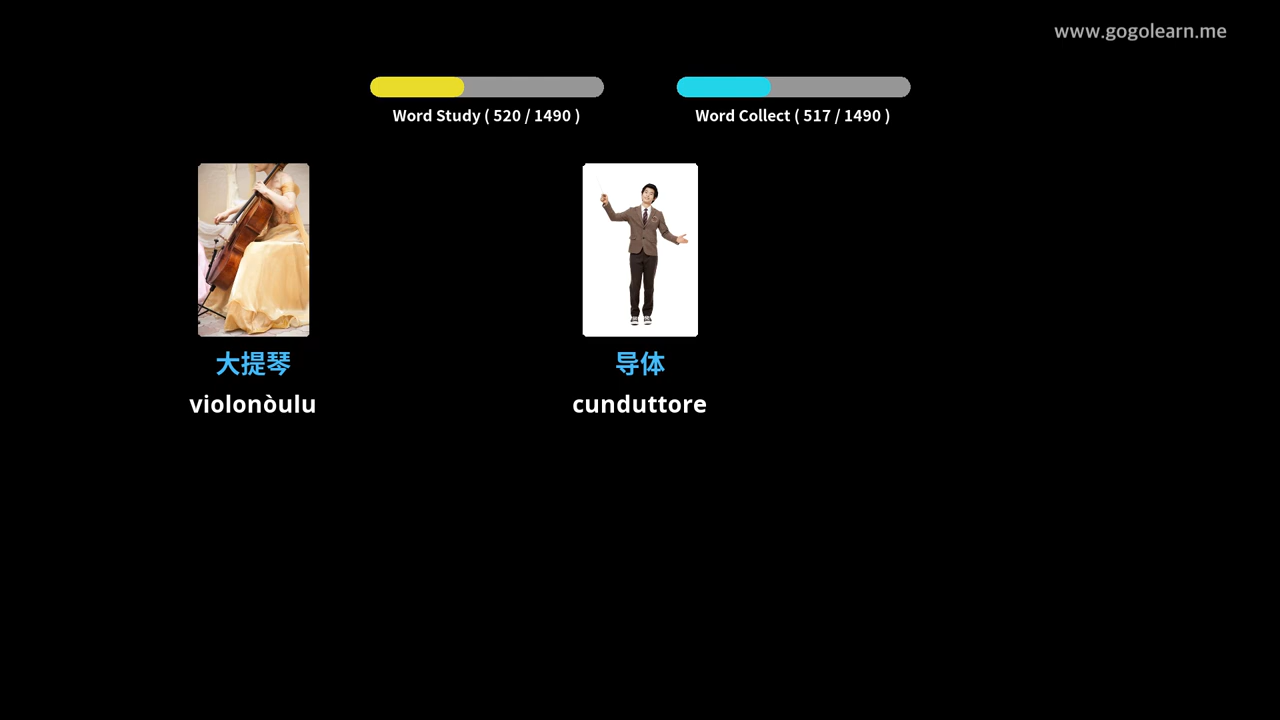 www.gogolearn.me
Word Study ( 520 / 1490 )
Word Collect ( 517 / 1490 )
大提琴
violonòulu
导体
cunduttore